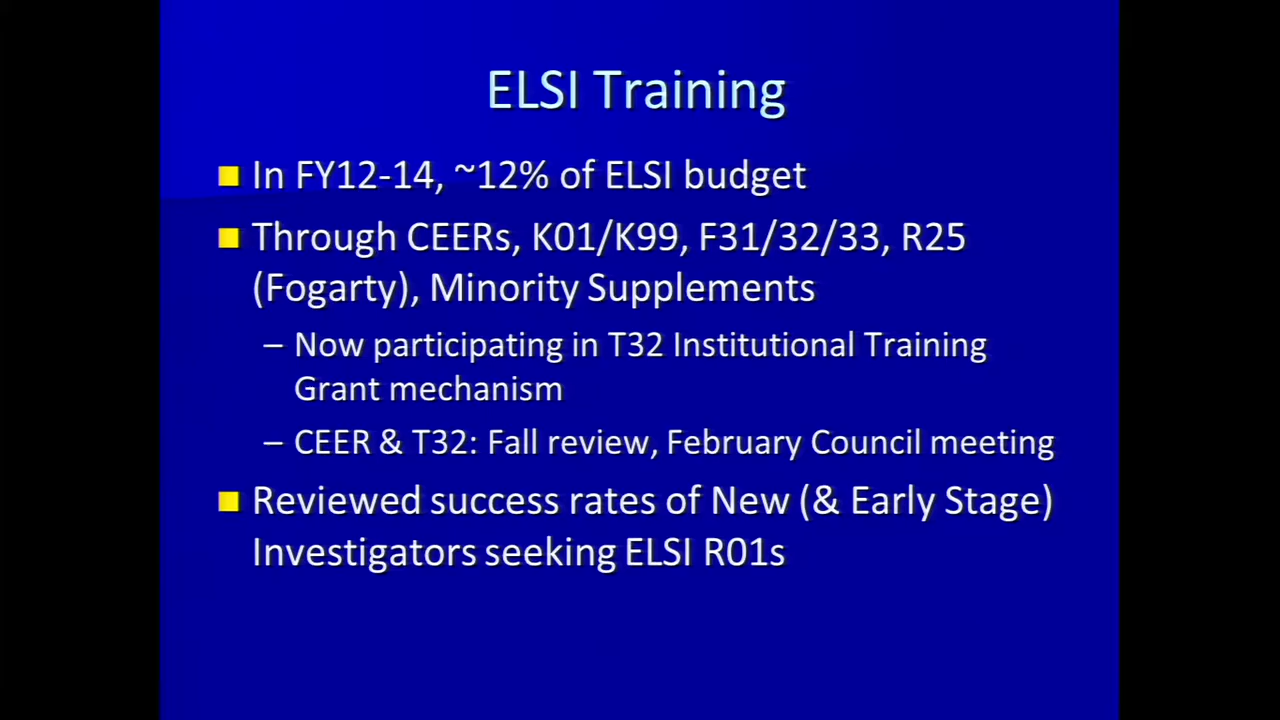 ELSI Training
In FY12-14, ~12% of ELSI budget
Through CEERs, K01/K99, F31/32/33, R25
(Fogarty), Minority Supplements
– Now participating in T32 Institutional Training
Grant mechanism
– CEER & T32: Fall review, February Council meeting
Reviewed success rates of New (& Early Stage)
Investigators seeking ELSI R01s